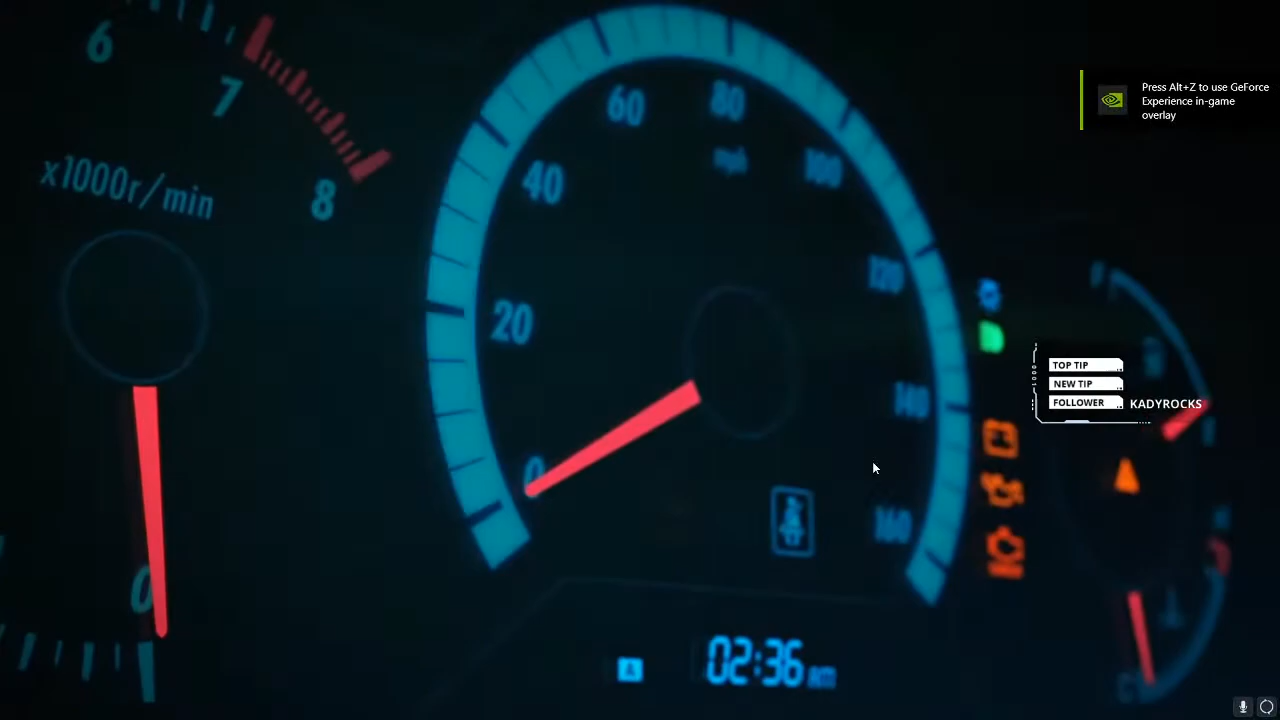 6
7
8
x1000r/min
0
0
20
40
60
80
mph
100
120
140
160
F
02:36 am
Press Alt+Z to use GeForce
Experience in-game
overlay
TOP TIP
NEW TIP
FOLLOWER KADYROCKS